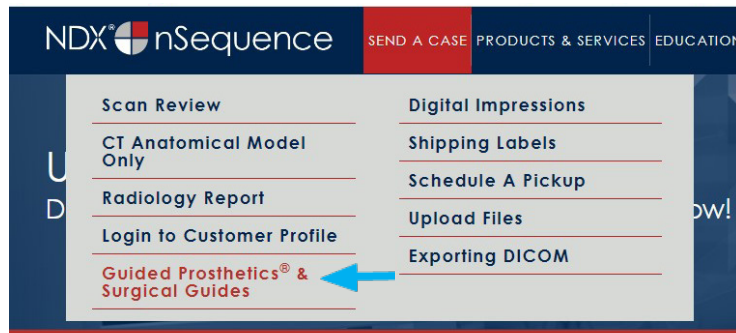 NDX® nSequence
SEND A CASE
PRODUCTS & SERVICES
EDUCATION
Scan Review
CT Anatomical Model
Only
Radiology Report
Login to Customer Profile
Guided Prosthetics® &
Surgical Guides
Digital Impressions
Shipping Labels
Schedule A Pickup
Upload Files
Exporting DICOM
U
D
ow!